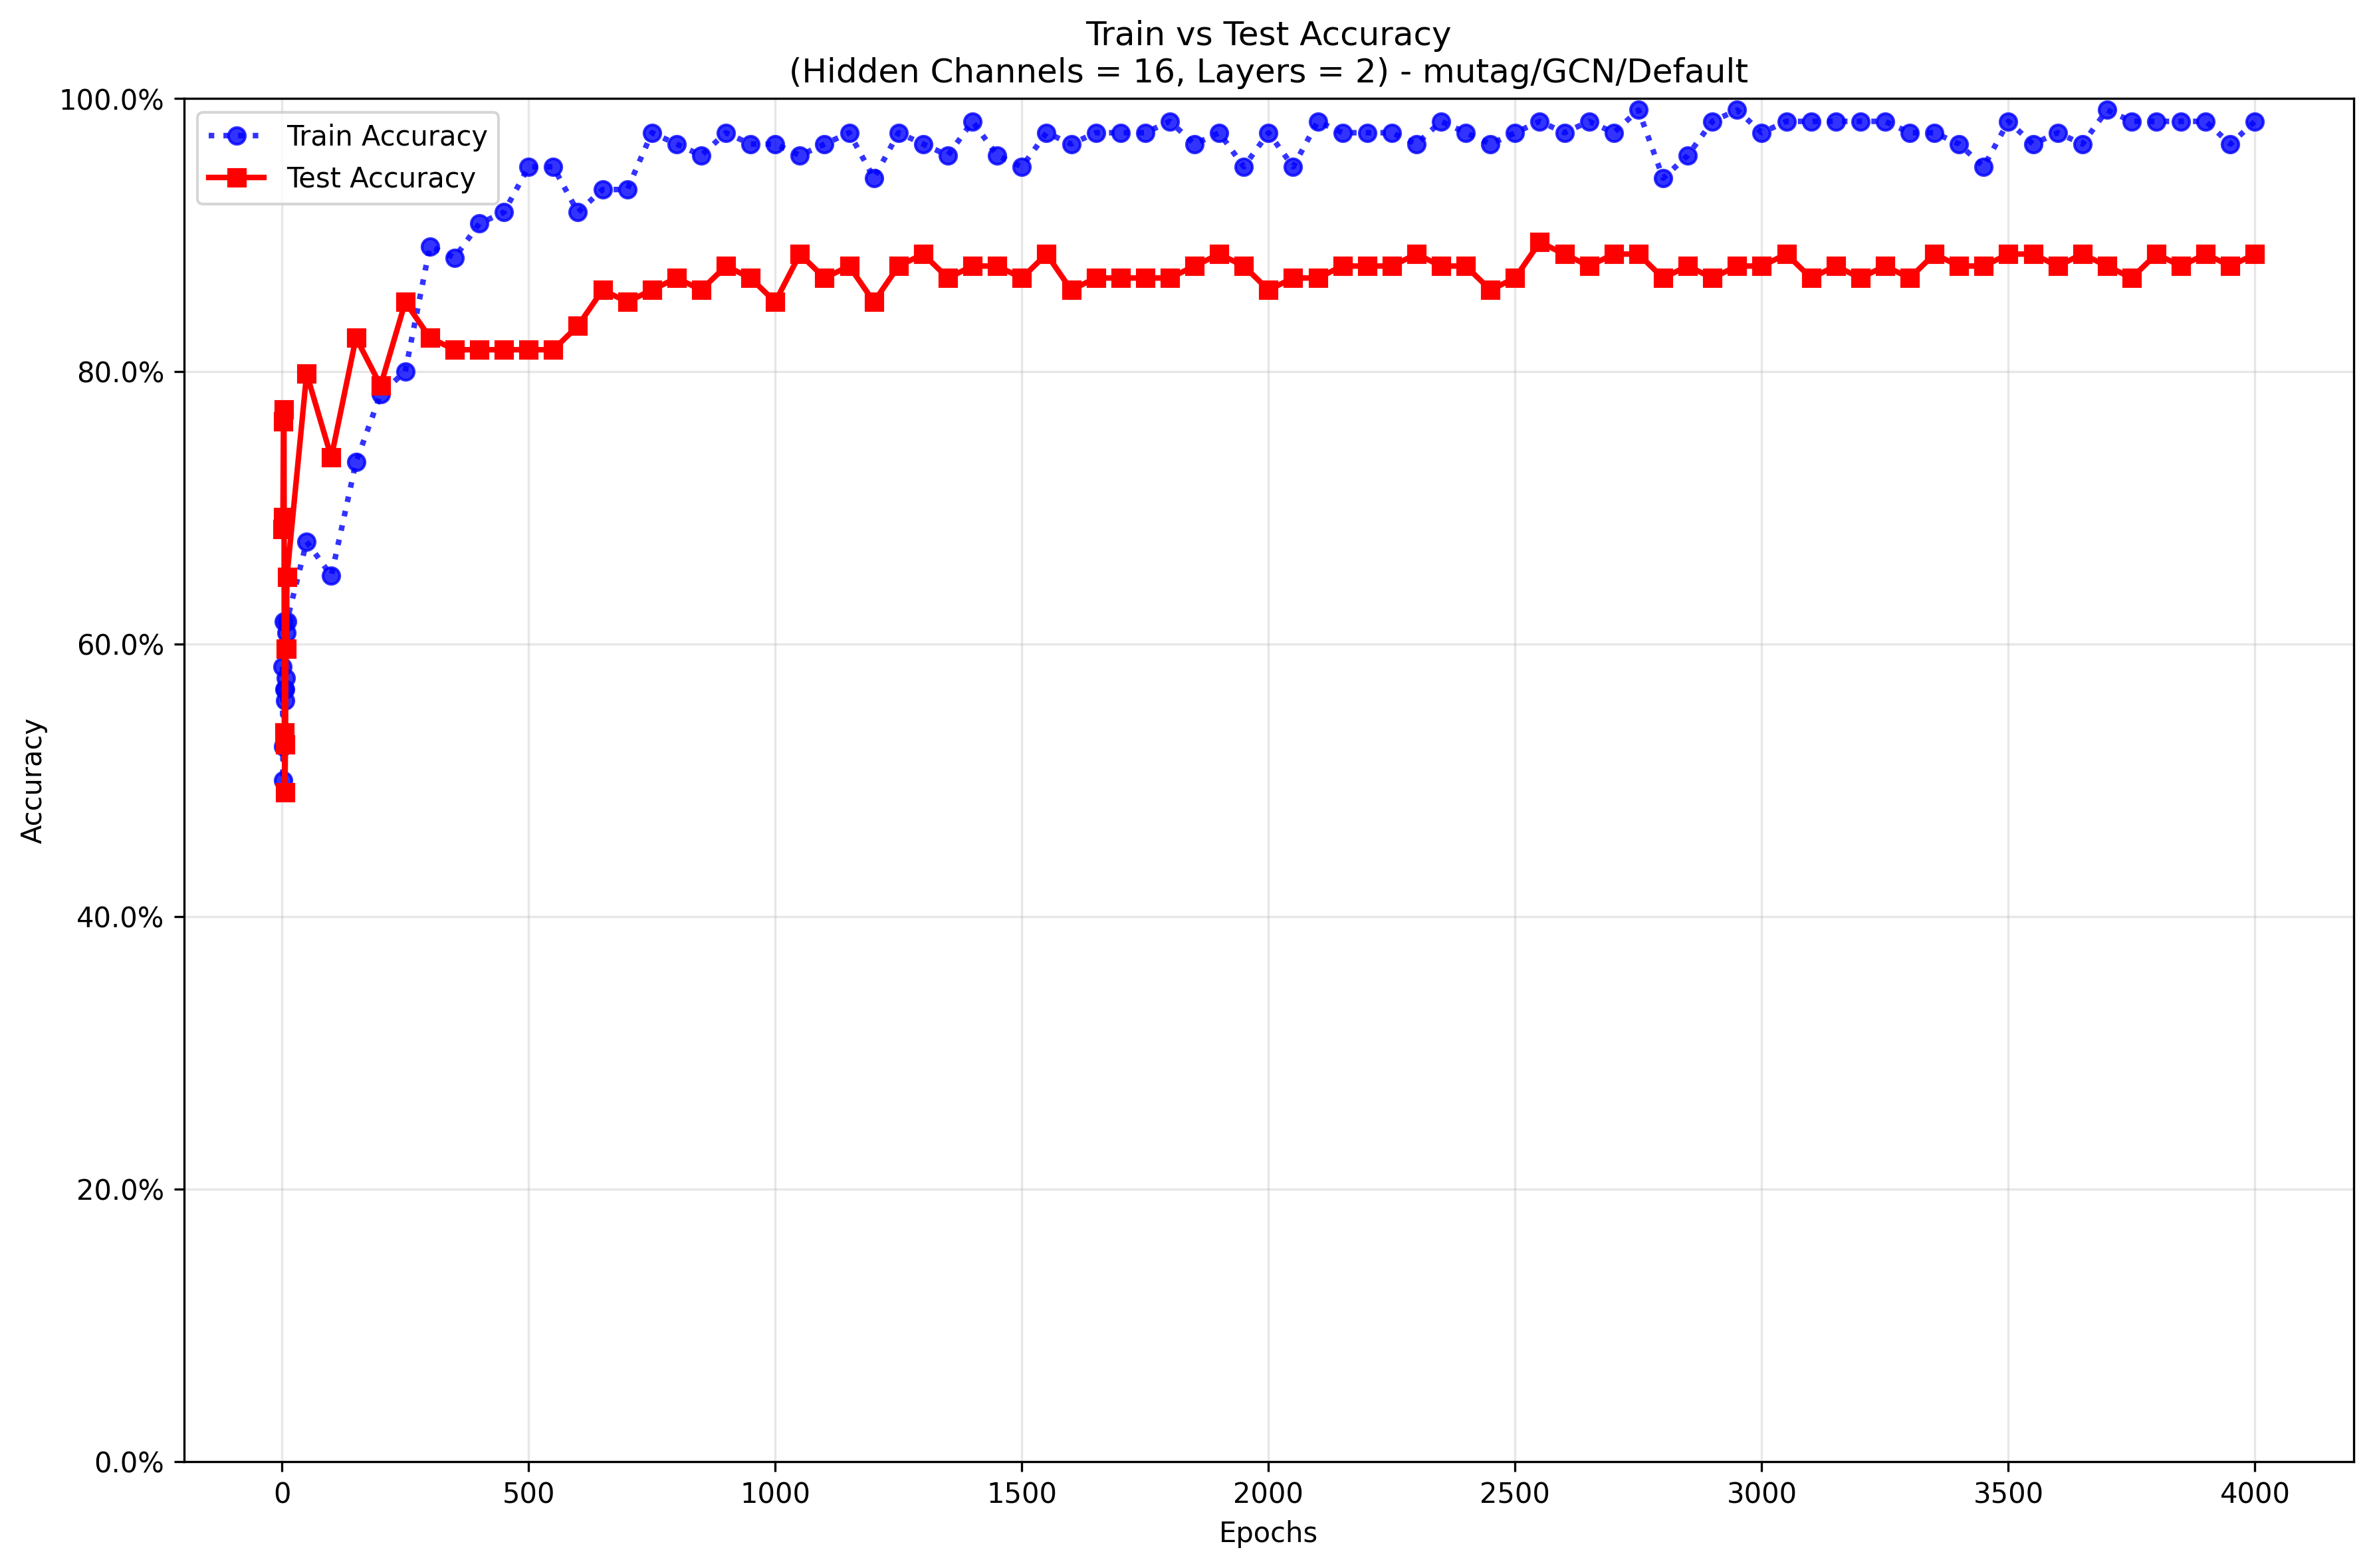 Train vs Test Accuracy
(Hidden Channels = 16, Layers = 2) - mutag/GCN/Default
Train Accuracy
Test Accuracy
100.0%
80.0%
60.0%
40.0%
20.0%
0.0%
Accuracy
0 500 1000 1500 2000 2500 3000 3500 4000
Epochs